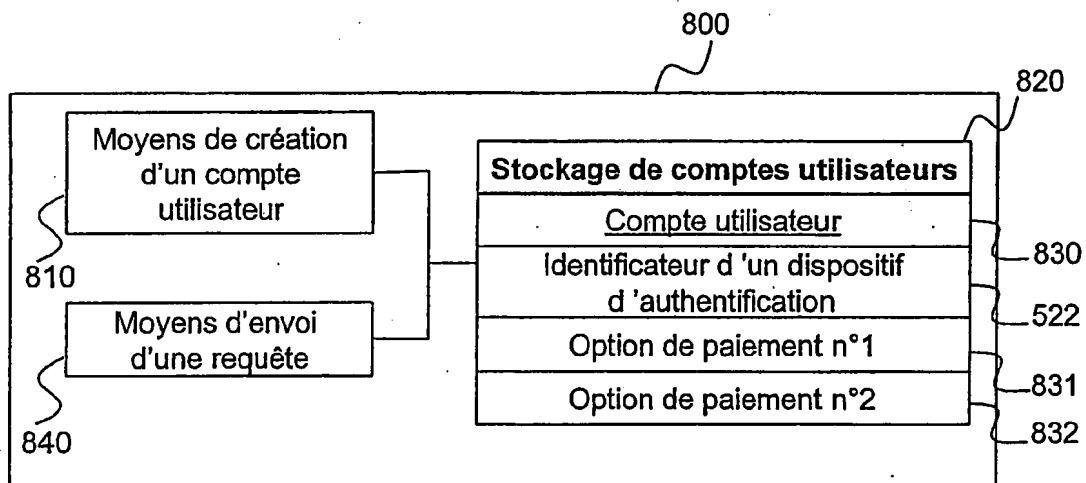 800
820
Moyens de création
d'un compte
utilisateur
810
Stockage de comptes utilisateurs
Compte utilisateur
830
Identificateur d 'un dispositif
d 'authentification
522
Moyens d'envoi
d'une requête
840
Option de paiement n°1
831
Option de paiement n°2
832